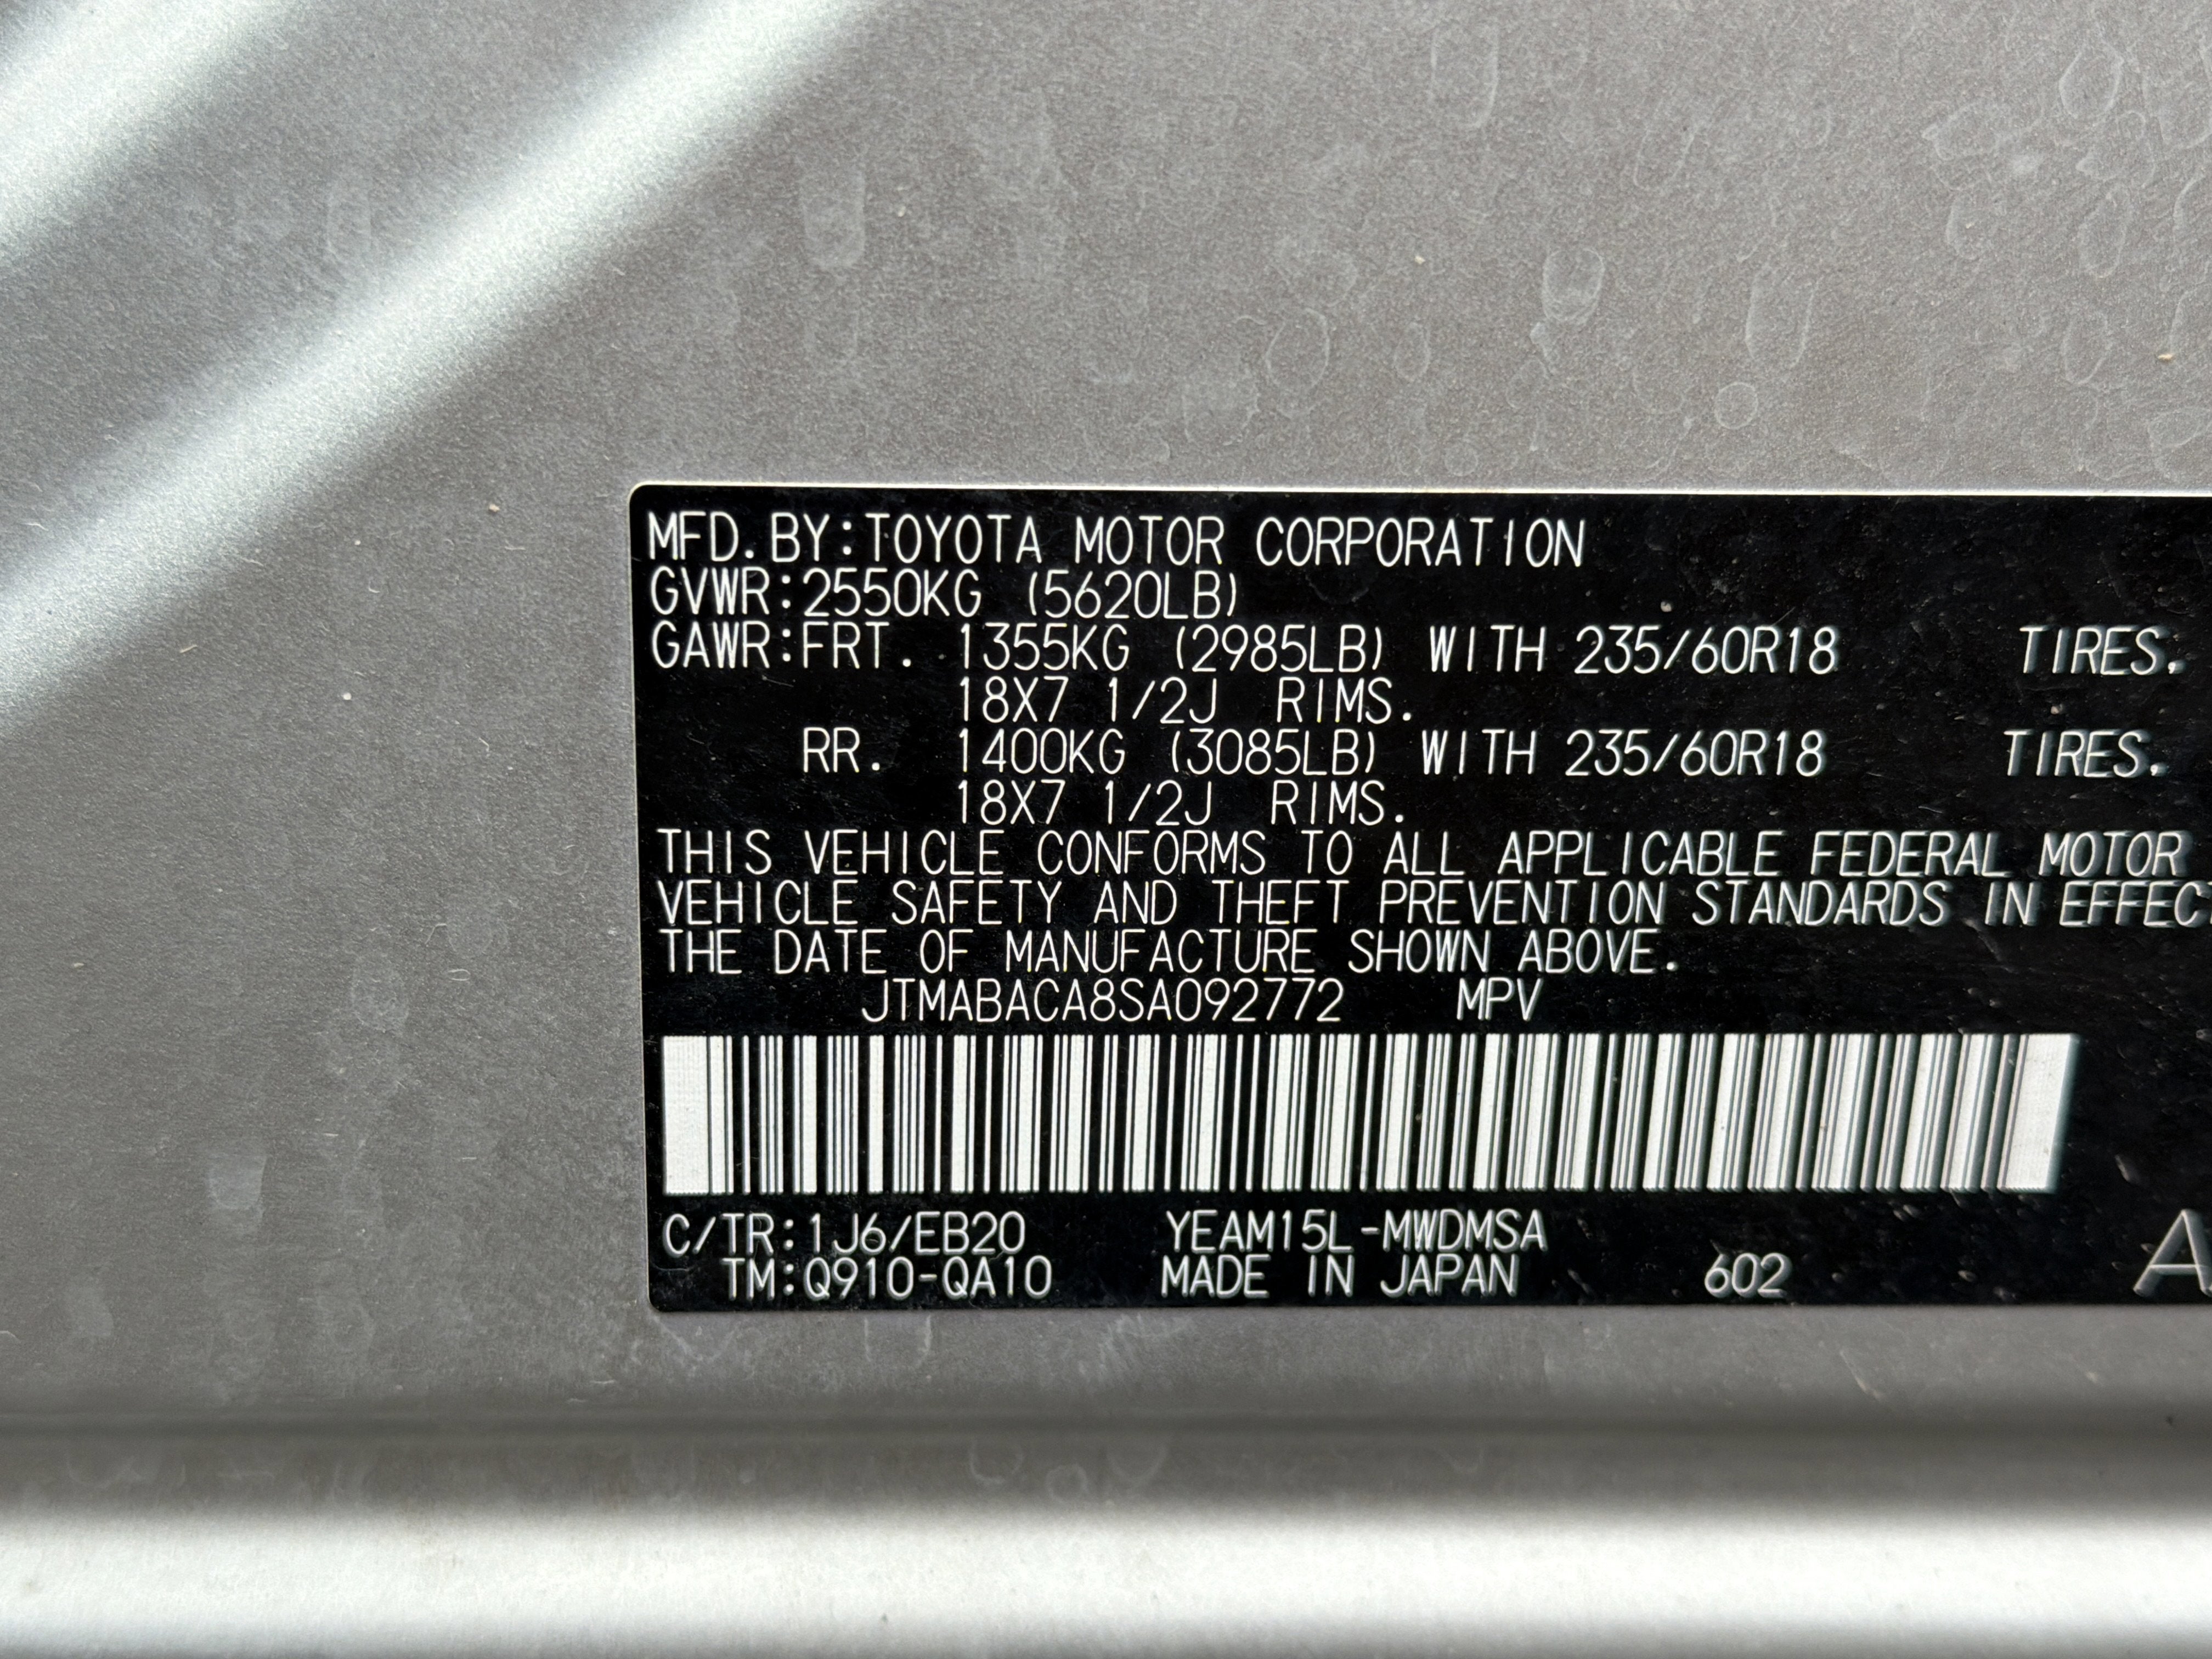 MFD.BY:TOYOTA MOTOR CORPORATION
GVWR:2550KG (5620LB)
GAWR:FRT. 1355KG (2985LB) WITH 235/60R18 TIRES.
18X7 1/2J RIMS.
RR. 1400KG (3085LB) WITH 235/60R18 TIRES.
18X7 1/2J RIMS.
THIS VEHICLE CONFORMS TO ALL APPLICABLE FEDERAL MOTOR
VEHICLE SAFETY AND THEFT PREVENTION STANDARDS IN EFFECT
THE DATE OF MANUFACTURE SHOWN ABOVE.
JTMABACA8SA092772 MPV
C/TR:1J6/EB20 YEAM15L-MWDMSA
TM:Q910-QA10 MADE IN JAPAN 602 A